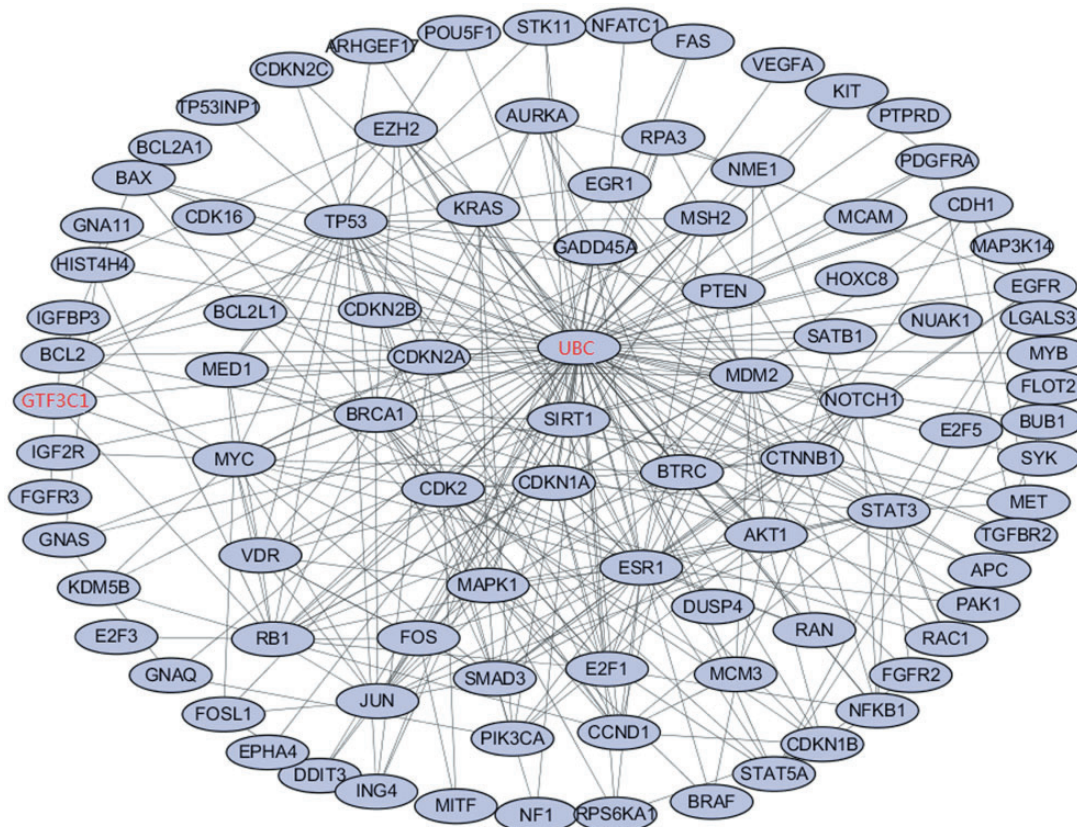 STK11
NFATC1
POU5F1
FAS
ARHGEF17
CDKN2C
VEGFA
KIT
TP53INP1
AURKA
PTPRD
EZH2
RPA3
BCL2A1
PDGFRA
NME1
BAX
EGR1
CDH1
KRAS
CDK16
TP53
MSH2
MCAM
GNA11
GADD45A
MAP3K14
HIST4H4
HOXC8
EGFR
PTEN
CDKN2B
BCL2L1
IGFBP3
LGALS3
NUAK1
SATB1
UBC
BCL2
CDKN2A
MYB
MED1
MDM2
FLOT2
GTF3C1
NOTCH1
BRCA1
SIRT1
BUB1
E2F5
IGF2R
MYC
CTNNB1
SYK
BTRC
CDKN1A
CDK2
FGFR3
MET
STAT3
AKT1
TGFBR2
GNAS
VDR
ESR1
APC
MAPK1
KDM5B
PAK1
DUSP4
RAN
E2F3
RB1
FOS
RAC1
E2F1
MCM3
GNAQ
SMAD3
FGFR2
JUN
NFKB1
FOSL1
CCND1
PIK3CA
CDKN1B
EPHA4
DDIT3
STAT5A
ING4
BRAF
MITF
NF1
RPS6KA1